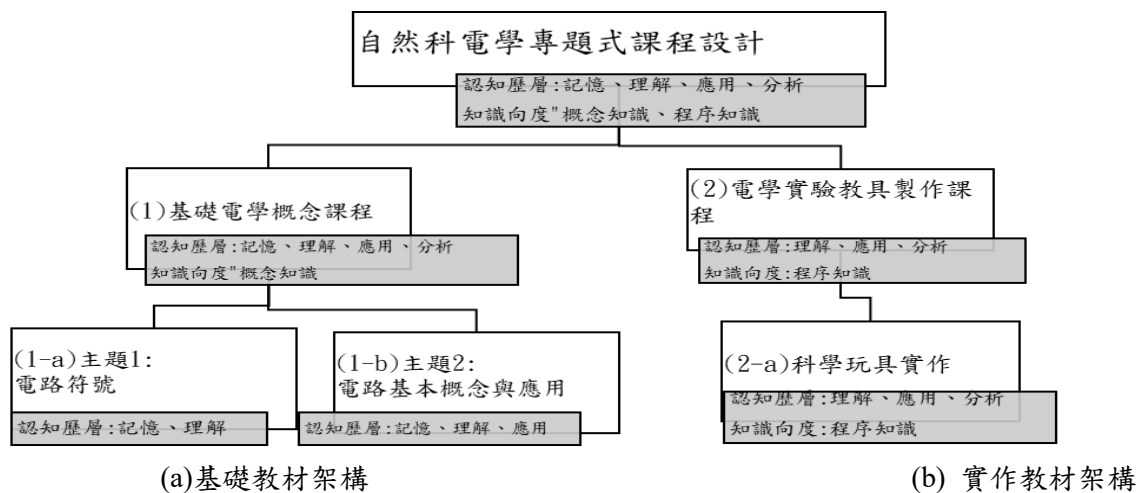 自然科電學專題式課程設計
認知歷層:記憶、理解、應用、分析
知識向度"概念知識、程序知識
(1)基礎電學概念課程
認知歷層:記憶、理解、應用、分析
知識向度"概念知識
(2)電學實驗教具製作課
程
認知歷層:理解、應用、分析
知識向度:程序知識
(1-a)主題1:
電路符號
認知歷層:記憶、理解
(1-b)主題2:
電路基本概念與應用
認知歷層:記憶、理解、應用
(2-a)科學玩具實作
認知歷層:理解、應用、分析
知識向度:程序知識
(a)基礎教材架構
(b) 實作教材架構